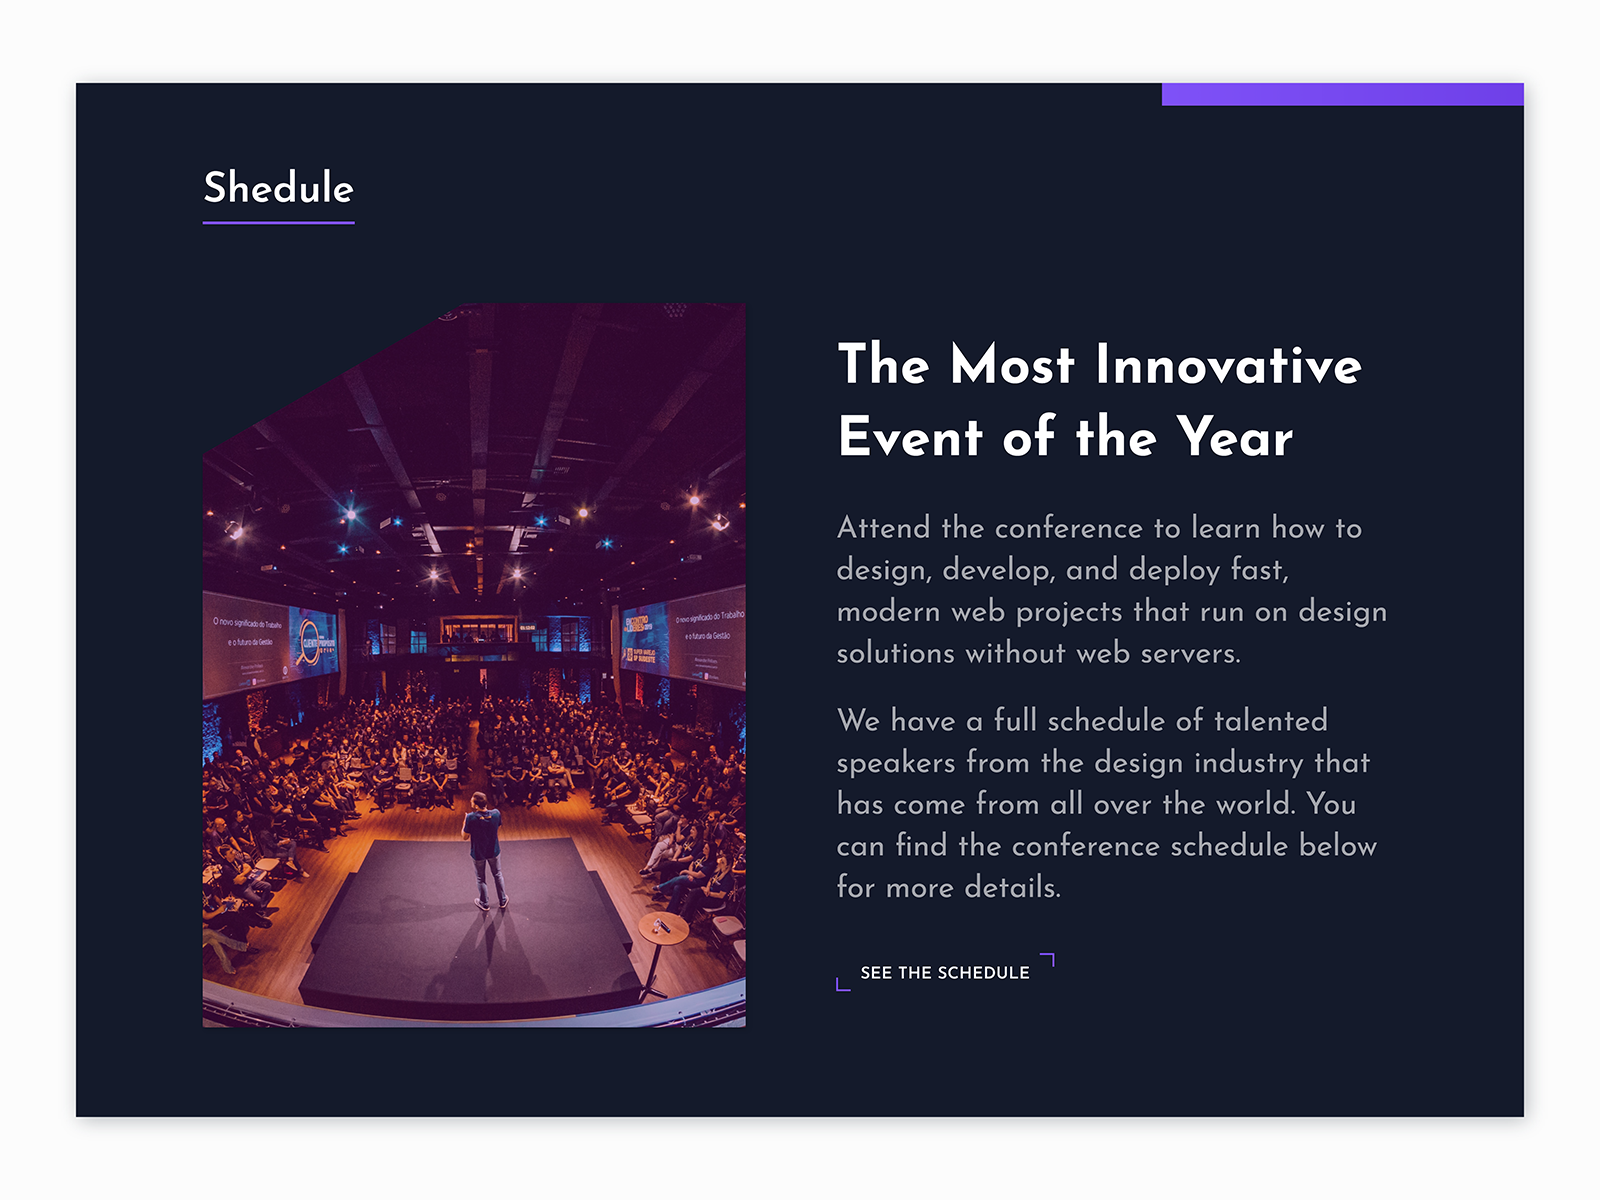 Shedule
The Most Innovative
Event of the Year
Attend the conference to learn how to
design, develop, and deploy fast,
modern web projects that run on design
solutions without web servers.
We have a full schedule of talented
speakers from the design industry that
has come from all over the world. You
can find the conference schedule below
for more details.
SEE THE SCHEDULE
O novo significado do Trabalho
e o futuro da Gestão
ENCONTRO
O novo significado do Trabalho
e o futuro da Gestão